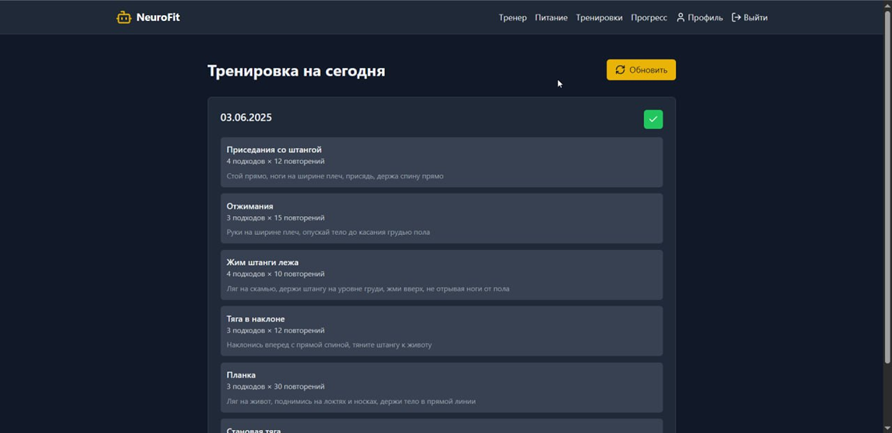 NeuroFit
Тренер Питание Тренировки Прогресс Профиль Выйти
Тренировка на сегодня
Обновить
03.06.2025
Приседания со штангой
4 подходов × 12 повторений
Стой прямо, ноги на ширине плеч, присядь, держа спину прямо
Отжимания
3 подходов × 15 повторений
Руки на ширине плеч, опускай тело до касания грудью пола
Жим штанги лежа
4 подходов × 10 повторений
Ляг на скамью, держи штангу на уровне груди, жми вверх, не отрывая ноги от пола
Тяга в наклоне
3 подходов × 12 повторений
Наклонись вперед с прямой спиной, тяните штангу к животу
Планка
3 подходов × 30 повторений
Ляг на живот, поднимись на локтях и носках, держи тело в прямой линии
Становая тяга